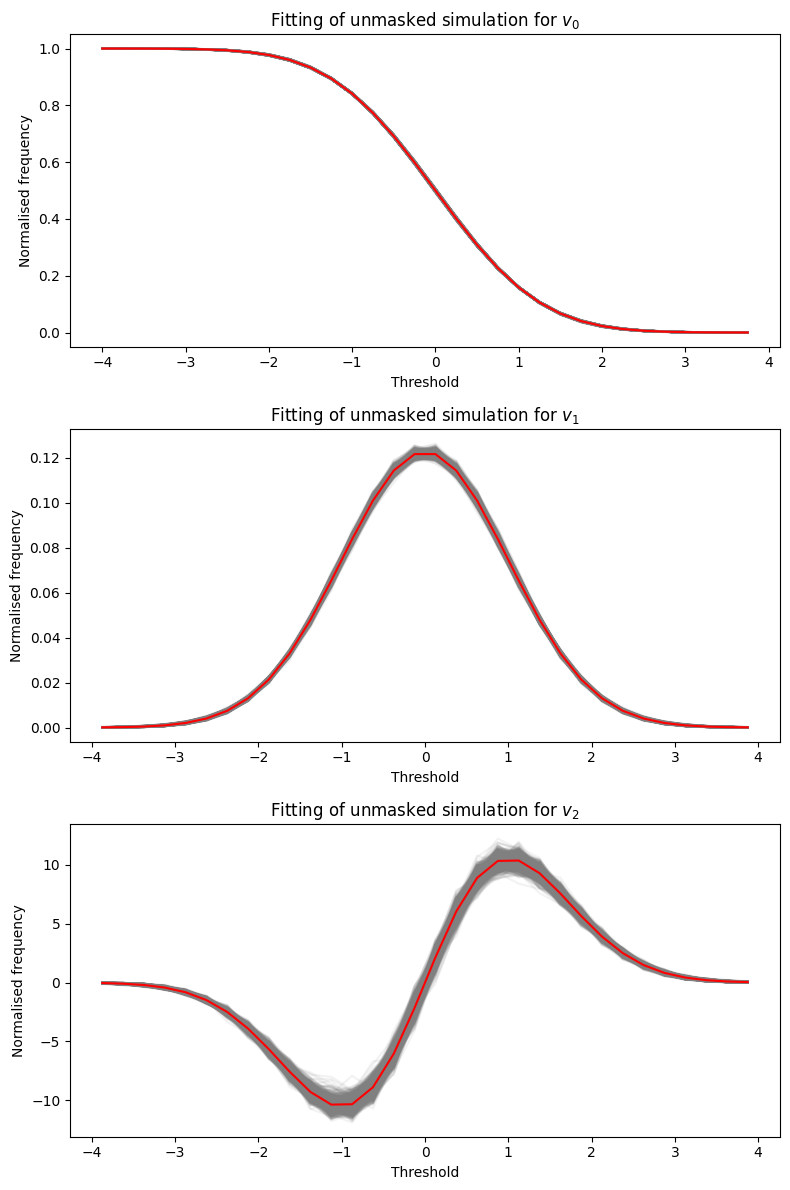 Fitting of unmasked simulation for v₀
1.0
0.8
0.6
0.4
0.2
0.0
Normalised frequency
−4 −3 −2 −1 0 1 2 3 4
Threshold
Fitting of unmasked simulation for v₁
0.12
0.10
0.08
0.06
0.04
0.02
0.00
Normalised frequency
−4 −3 −2 −1 0 1 2 3 4
Threshold
Fitting of unmasked simulation for v₂
10
5
0
−5
−10
Normalised frequency
−4 −3 −2 −1 0 1 2 3 4
Threshold